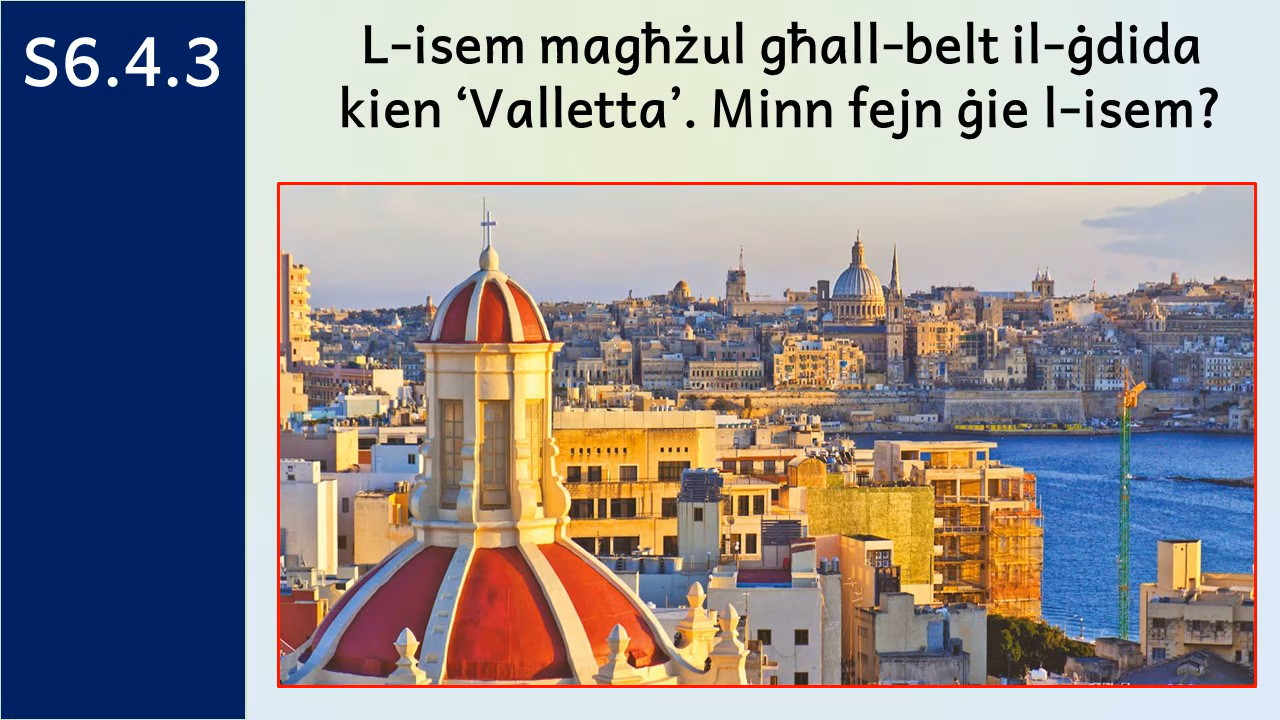 S6.4.3
L-isem magħżul għall-belt il-ġdida
kien ‘Valletta’. Minn fejn ġie l-isem?